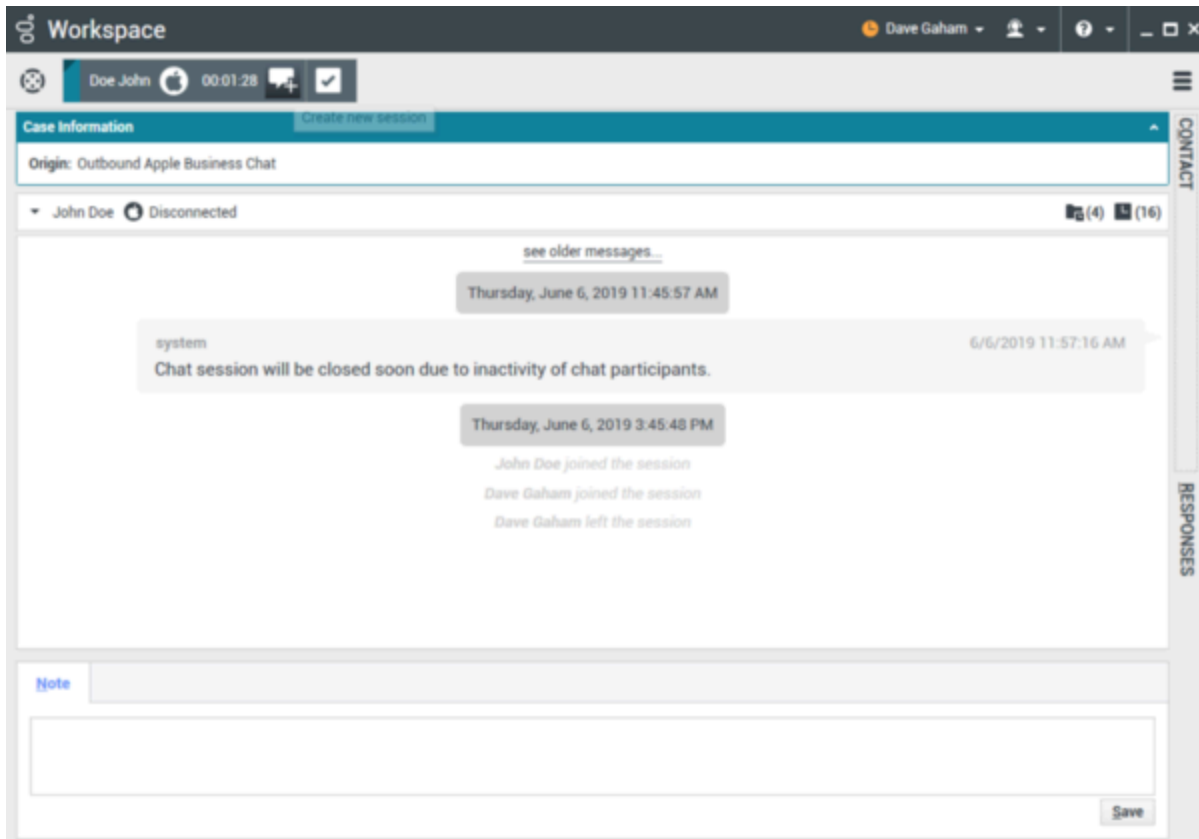 Workspace
Dave Gaham
Doe John 00:01:28
Create new session
Case Information
Origin: Outbound Apple Business Chat
John Doe Disconnected (4) (16)
see older messages...
Thursday, June 6, 2019 11:45:57 AM
system 6/6/2019 11:57:16 AM
Chat session will be closed soon due to inactivity of chat participants.
Thursday, June 6, 2019 3:45:48 PM
John Doe joined the session
Dave Gaham joined the session
Dave Gaham left the session
CONTACT
RESPONSES
Note
Save